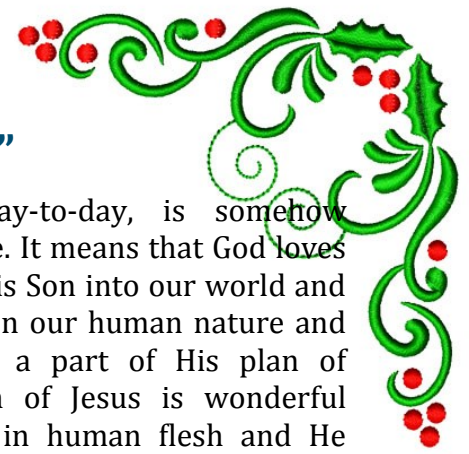 ”
ay-to-day, is somehow
e. It means that God loves
is Son into our world and
n our human nature and
a part of His plan of
n of Jesus is wonderful
in human flesh and He